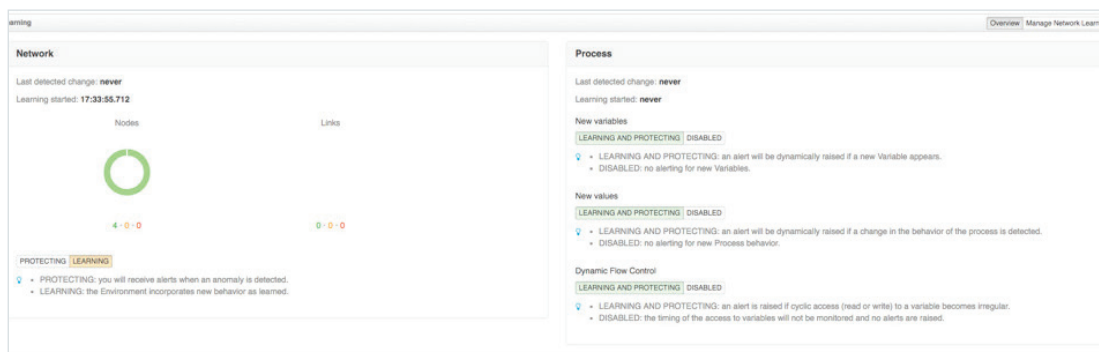 arning
Overview Manage Network Learn
Network
Last detected change: never
Learning started: 17:33:55.712
Nodes Links
4 - 0 - 0 0 - 0 - 0
PROTECTING LEARNING
• PROTECTING: you will receive alerts when an anomaly is detected.
• LEARNING: the Environment incorporates new behavior as learned.
Process
Last detected change: never
Learning started: never
New variables
LEARNING AND PROTECTING DISABLED
• LEARNING AND PROTECTING: an alert will be dynamically raised if a new Variable appears.
• DISABLED: no alerting for new Variables.
New values
LEARNING AND PROTECTING DISABLED
• LEARNING AND PROTECTING: an alert will be dynamically raised if a change in the behavior of the process is detected.
• DISABLED: no alerting for new Process behavior.
Dynamic Flow Control
LEARNING AND PROTECTING DISABLED
• LEARNING AND PROTECTING: an alert is raised if cyclic access (read or write) to a variable becomes irregular.
• DISABLED: the timing of the access to variables will not be monitored and no alerts are raised.